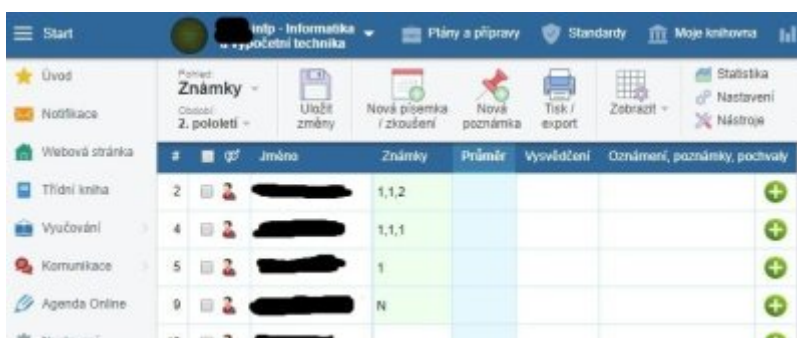 Start
intp - Informatika
a výpočetní technika
Plány a přípravy
Standardy
Moje knihovna
Úvod
Notifikace
Webová stránka
Třídní kniha
Vyučování
Komunikace
Agenda Online
Pohled:
Známky
Období:
2. pololetí
Uložit
změny
Nová písemka
/ zkoušení
Nová
poznámka
Tisk /
export
Zobrazit
Statistika
Nastavení
Nástroje
# Jméno Známky Průměr Vysvědčení Oznámení, poznámky, pochvaly
2 1,1,2
4 1,1,1
5 1
9 N